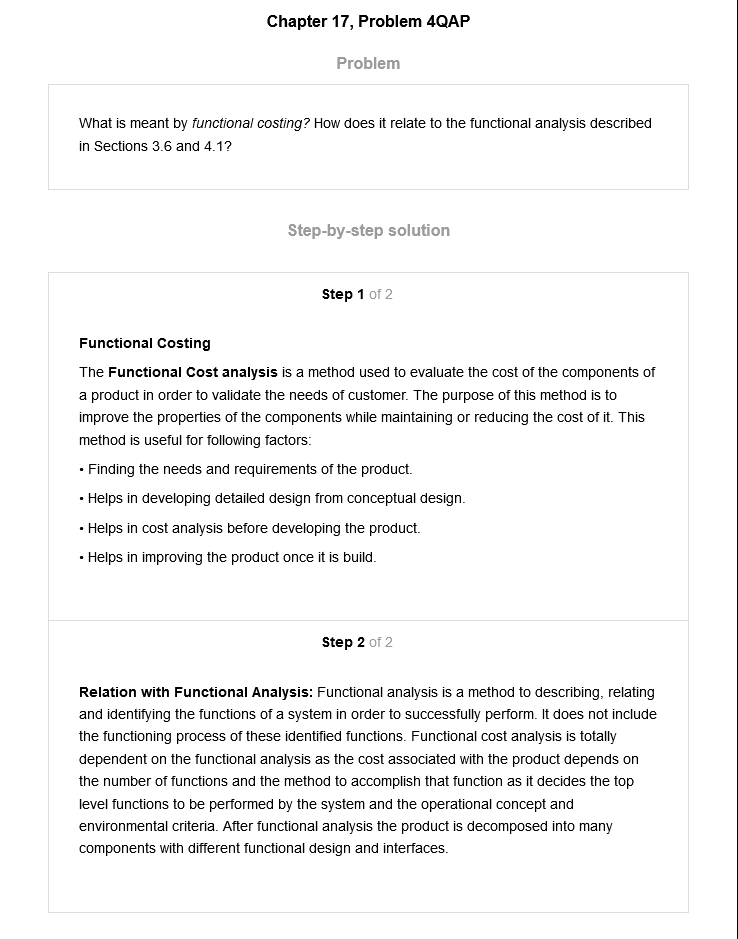 Chapter 17, Problem 4QAP
Problem
What is meant by functional costing? How does it relate to the functional analysis described
in Sections 3.6 and 4.1?
Step-by-step solution
Step 1 of 2
Functional Costing
The Functional Cost analysis is a method used to evaluate the cost of the components of
a product in order to validate the needs of customer. The purpose of this method is to
improve the properties of the components while maintaining or reducing the cost of it. This
method is useful for following factors:
• Finding the needs and requirements of the product.
• Helps in developing detailed design from conceptual design.
• Helps in cost analysis before developing the product.
• Helps in improving the product once it is build.
Step 2 of 2
Relation with Functional Analysis: Functional analysis is a method to describing, relating
and identifying the functions of a system in order to successfully perform. It does not include
the functioning process of these identified functions. Functional cost analysis is totally
dependent on the functional analysis as the cost associated with the product depends on
the number of functions and the method to accomplish that function as it decides the top
level functions to be performed by the system and the operational concept and
environmental criteria. After functional analysis the product is decomposed into many
components with different functional design and interfaces.